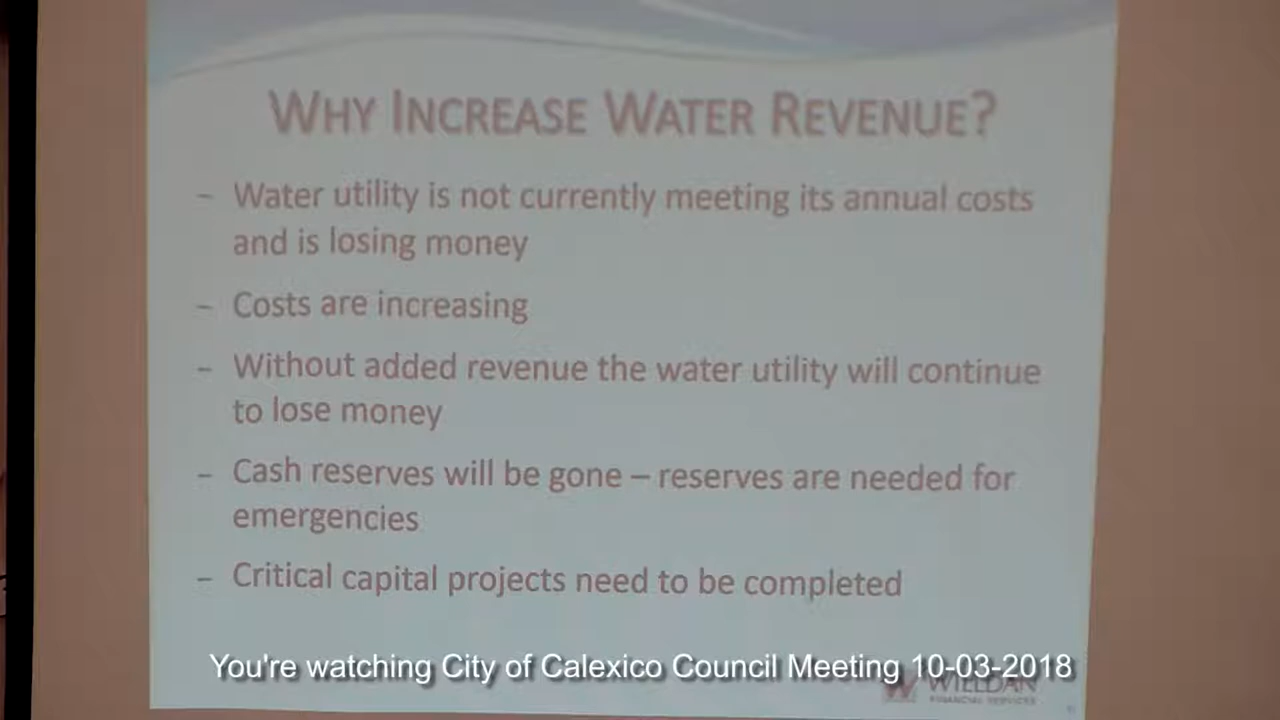 WHY INCREASE WATER REVENUE?
– Water utility is not currently meeting its annual costs
and is losing money
– Costs are increasing
– Without added revenue the water utility will continue
to lose money
– Cash reserves will be gone – reserves are needed for
emergencies
– Critical capital projects need to be completed
You're watching City of Calexico Council Meeting 10-03-2018
WILLDAN
FINANCIAL SERVICES